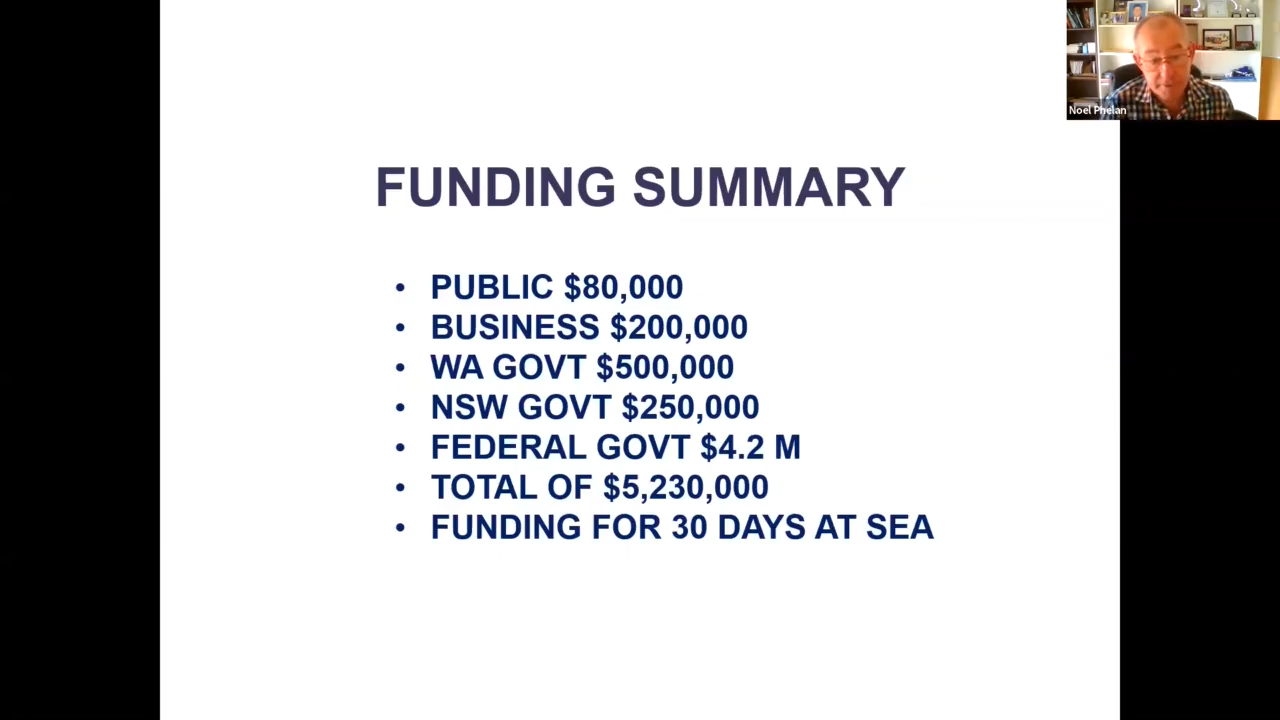 Noel Phelan
FUNDING SUMMARY
• PUBLIC $80,000
• BUSINESS $200,000
• WA GOVT $500,000
• NSW GOVT $250,000
• FEDERAL GOVT $4.2 M
• TOTAL OF $5,230,000
• FUNDING FOR 30 DAYS AT SEA